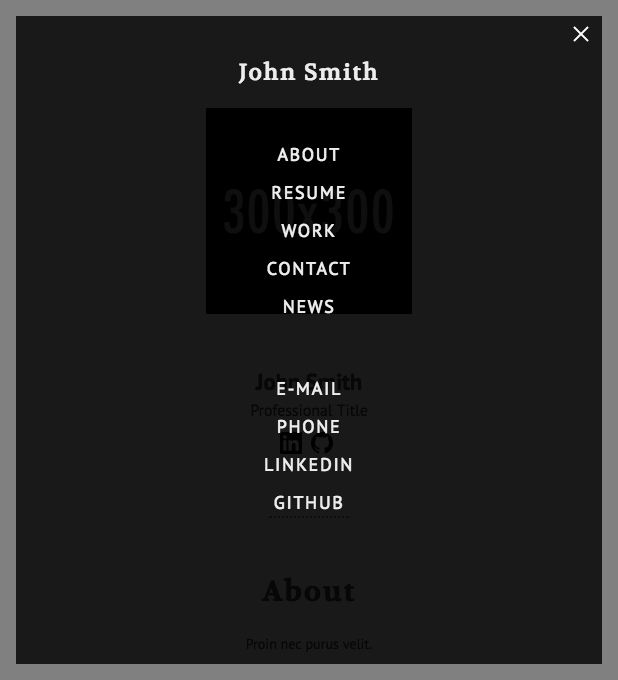 John Smith
ABOUT
RESUME
300x300
WORK
CONTACT
NEWS
John Smith
E-MAIL
Professional Title
PHONE
LINKEDIN
GITHUB
About
Proin nec purus velit.